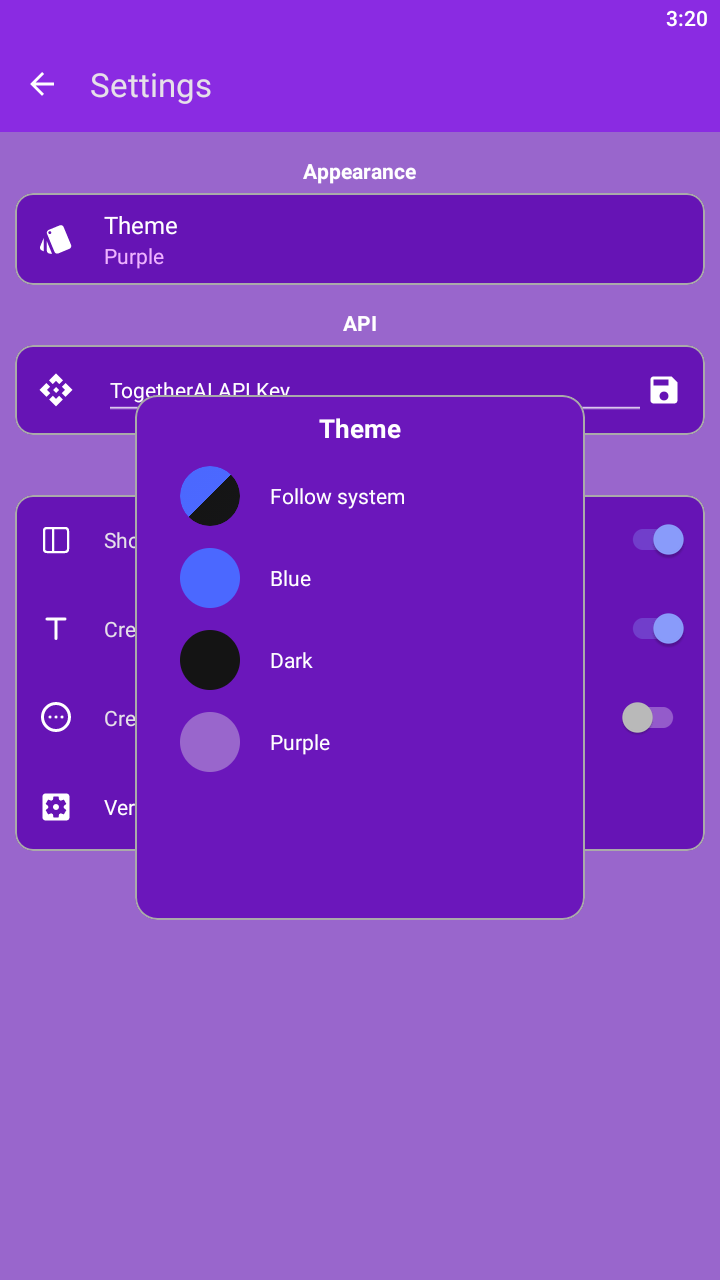 3:20
Settings
Appearance
Theme
Purple
API
TogetherAI API Key
Theme
Follow system
Blue
Dark
Purple
Sho
Cre
Cre
Ver